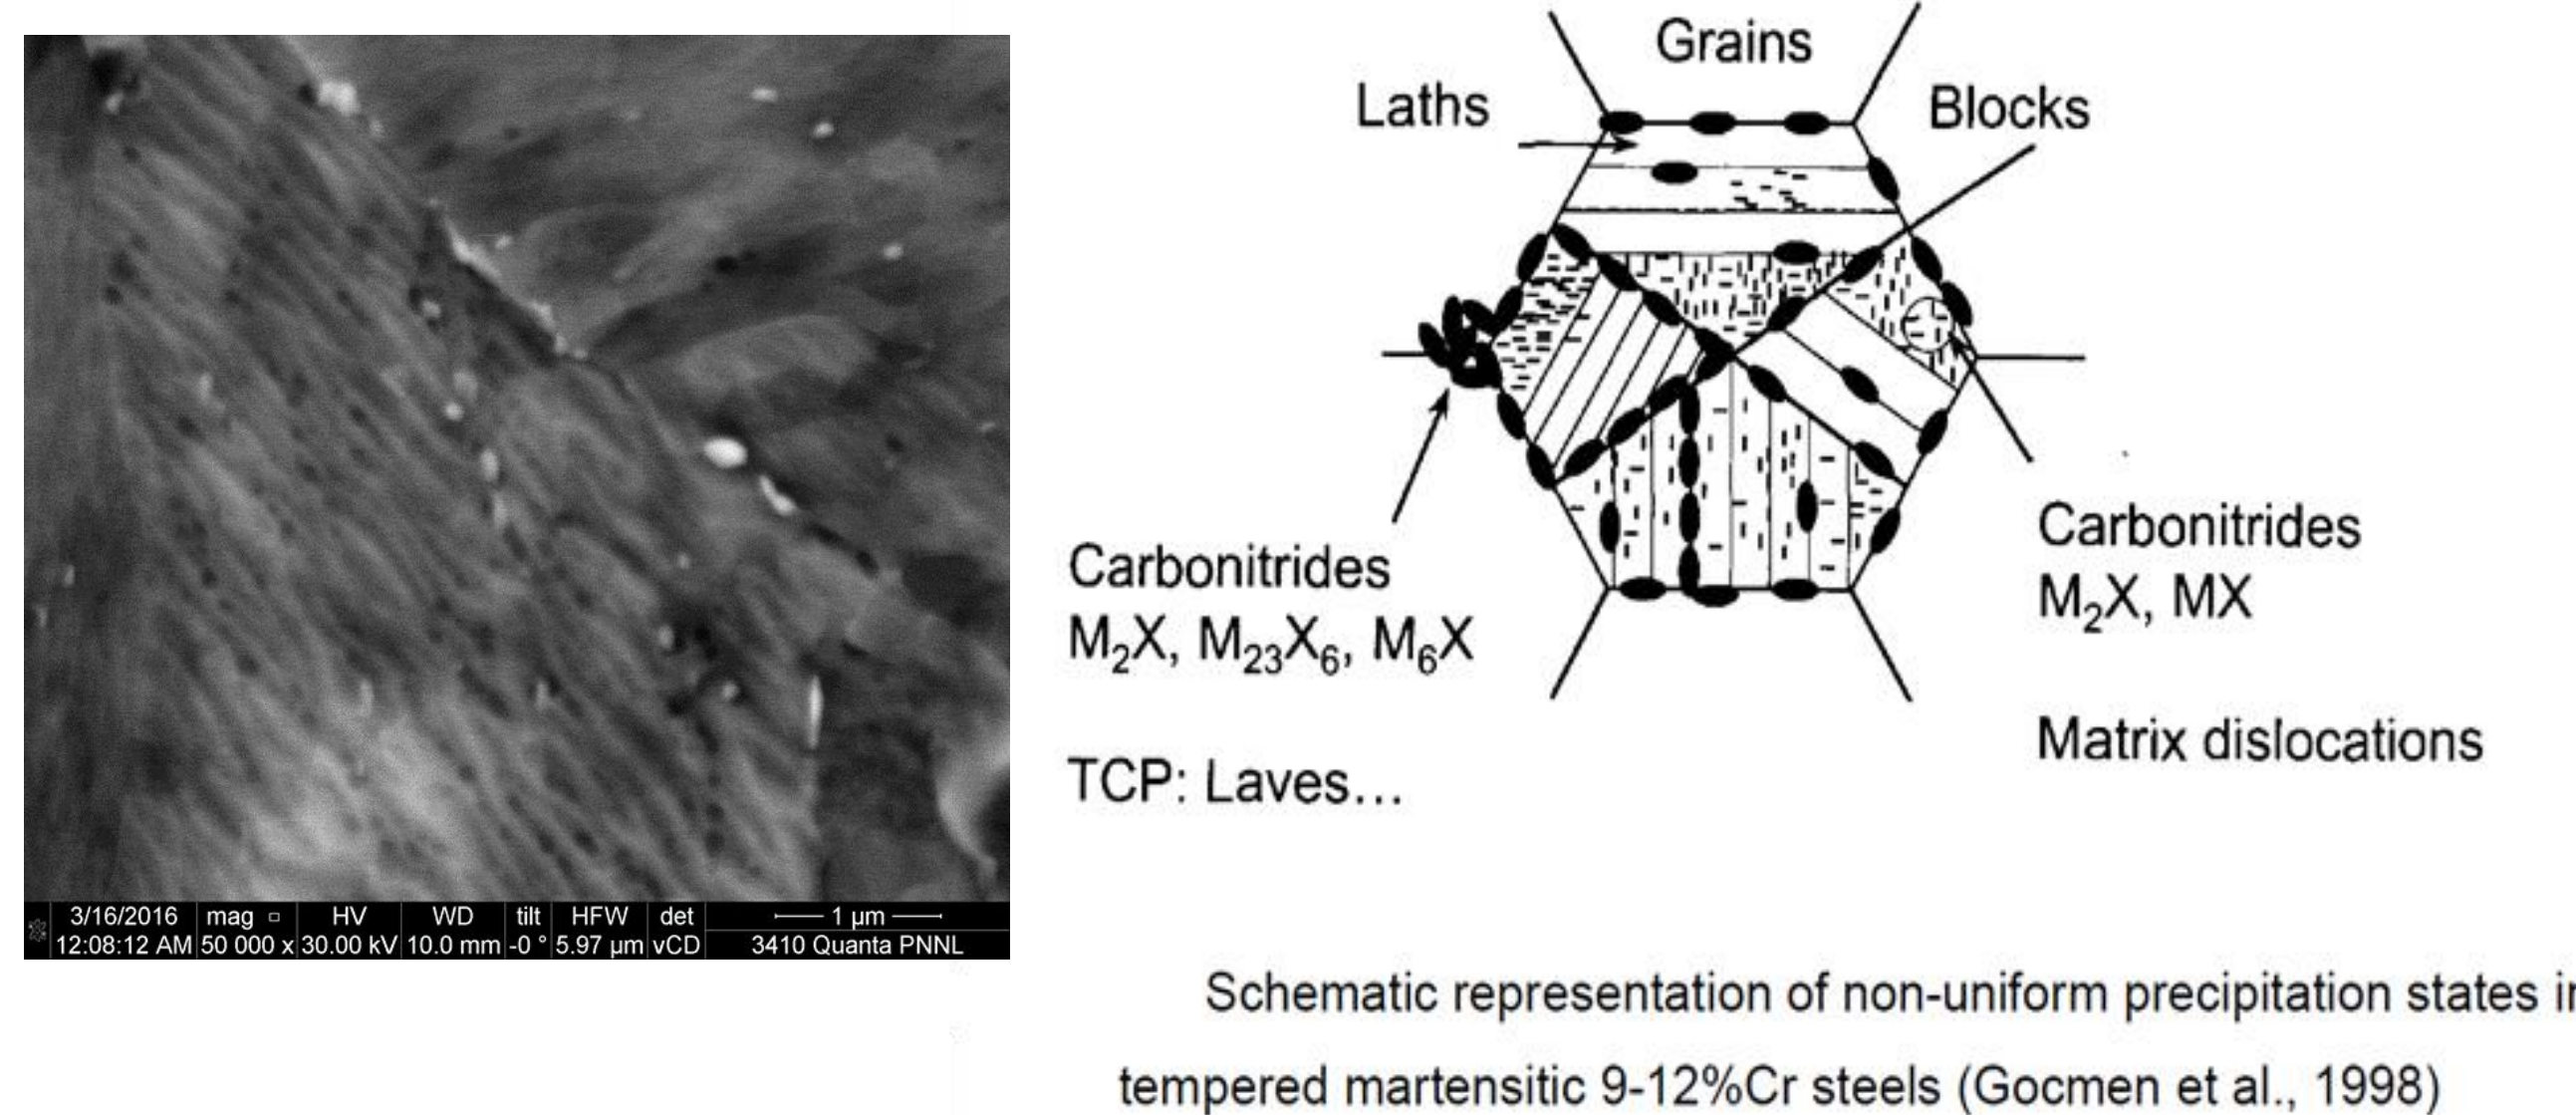 Grains
Laths
Blocks
Carbonitrides
M₂X, M₂₃X₆, M₆X
TCP: Laves...
Carbonitrides
M₂X, MX
Matrix dislocations
3/16/2016 mag □ HV WD tilt HFW det 1 µm
12:08:12 AM 50 000 x 30.00 kV 10.0 mm -0 ° 5.97 µm vCD 3410 Quanta PNNL
Schematic representation of non-uniform precipitation states
tempered martensitic 9-12%Cr steels (Gocmen et al., 1998)